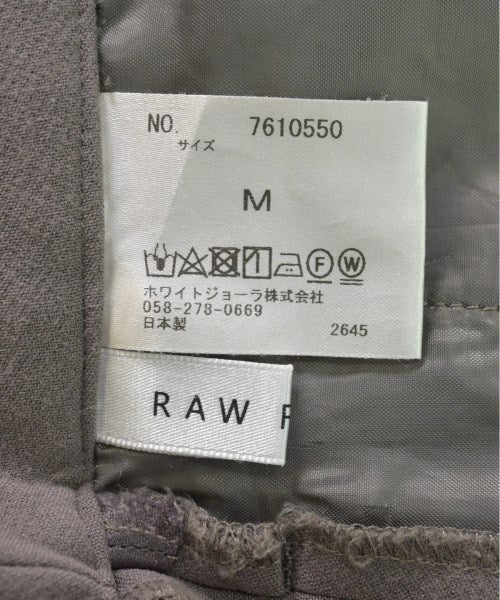 NO. 7610550
サイズ
M
F W
ホワイトジョーラ株式会社
058-278-0669
日本製 2645
RAW